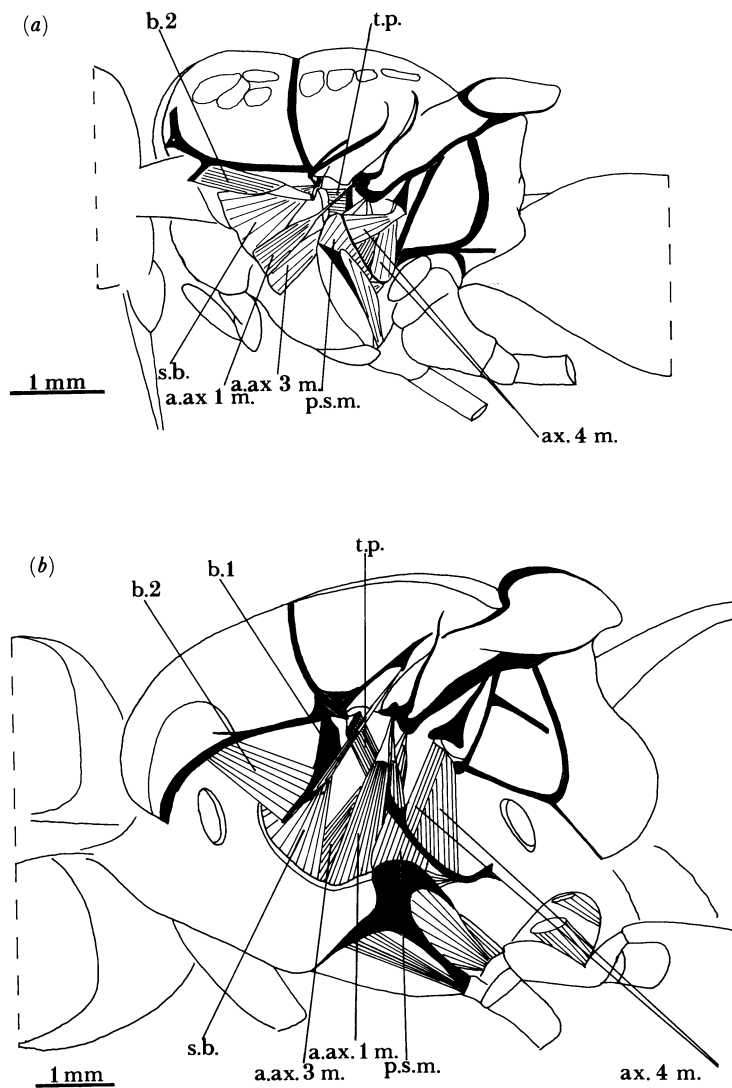 (a)
b.2
t.p.
s.b.
a.ax 1 m.
a.ax 3 m.
p.s.m.
1 mm
ax. 4 m.
(b)
t.p.
b.1
b.2
s.b.
a.ax. 3 m.
a.ax. 1 m.
p.s.m.
1 mm
ax. 4 m.